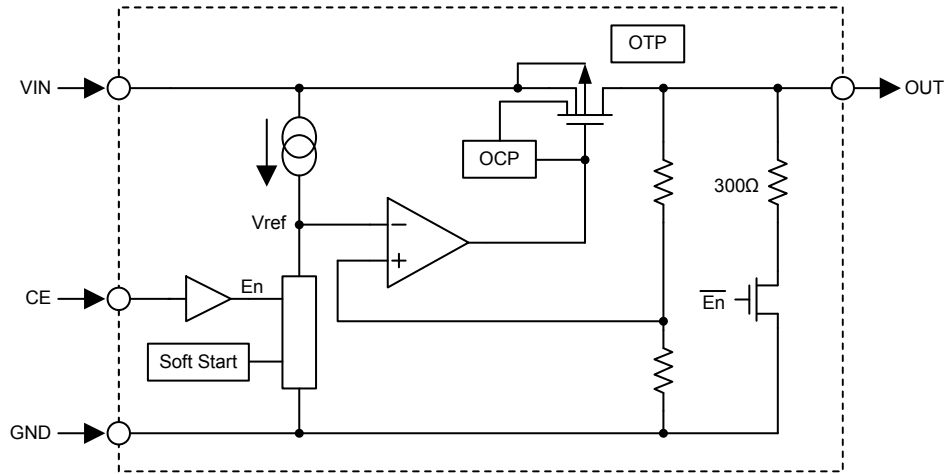 OTP
VIN
OUT
OCP
300Ω
Vref
−
+
CE
En
En̅
Soft Start
GND